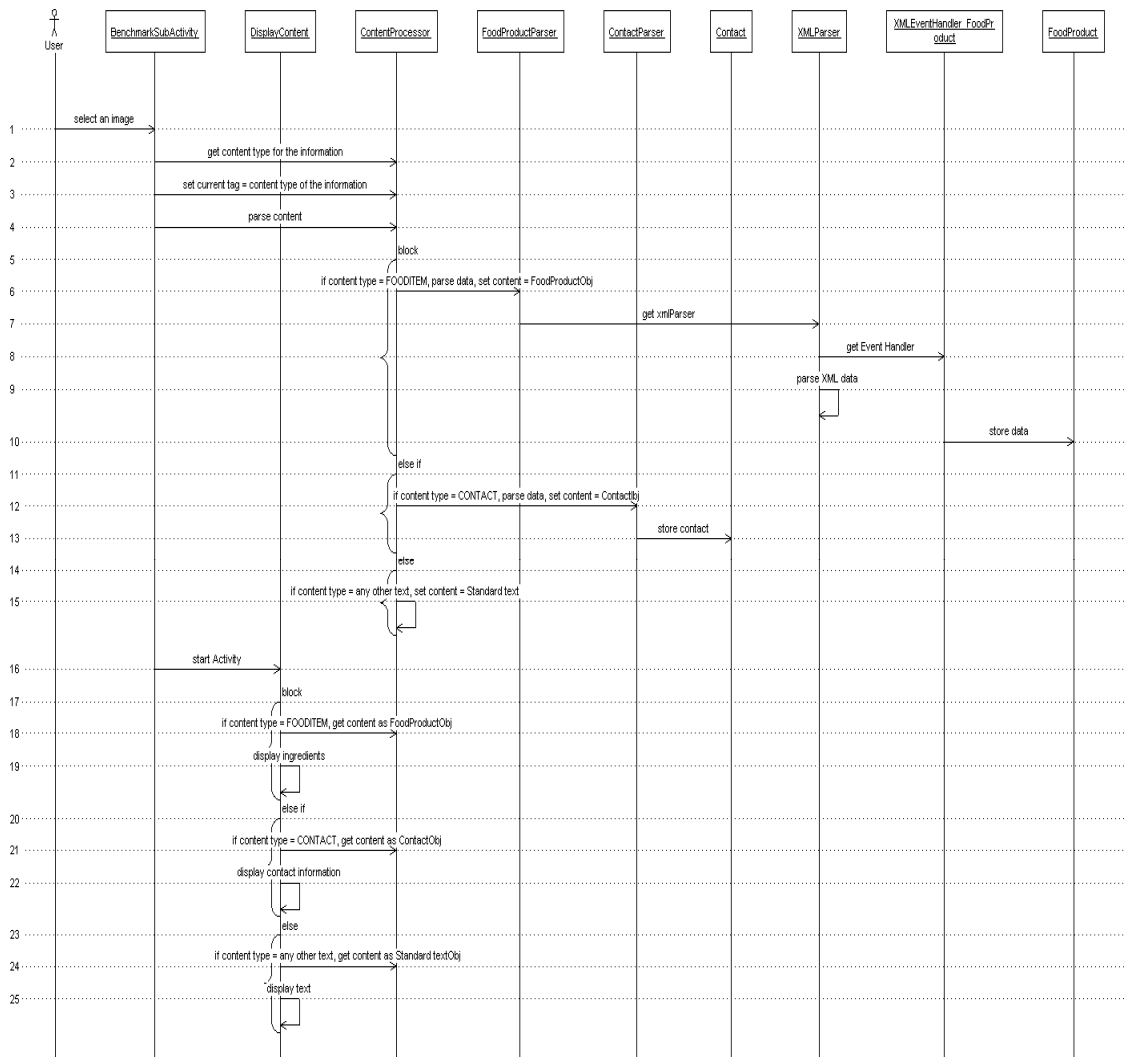 User
BenchmarkSubActivity
DisplayContent
ContentProcessor
FoodProductParser
ContactParser
Contact
XMLParser
XMLEventHandler_FoodPr
oduct
FoodProduct
1
select an image
2
get content type for the information
3
set current tag = content type of the information
4
parse content
5
block
6
if content type = FOODITEM, parse data, set content = FoodProductObj
7
get xmlParser
8
get Event Handler
9
parse XML data
10
store data
11
else if
12
if content type = CONTACT, parse data, set content = ContactObj
13
store contact
14
else
15
if content type = any other text, set content = Standard text
16
start Activity
17
block
18
if content type = FOODITEM, get content as FoodProductObj
19
display ingredients
20
else if
21
if content type = CONTACT, get content as ContactObj
22
display contact information
23
else
24
if content type = any other text, get content as Standard textObj
25
display text